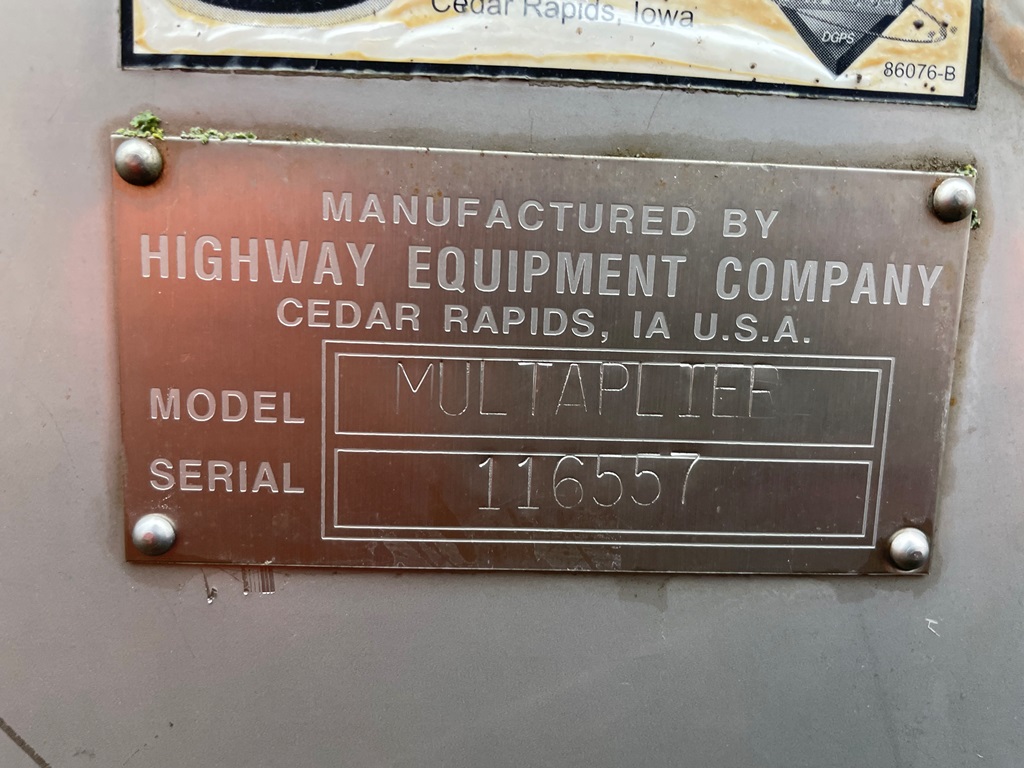 Cedar Rapids, Iowa
DGPS
86076-B
MANUFACTURED BY
HIGHWAY EQUIPMENT COMPANY
CEDAR RAPIDS, IA U.S.A.
MODEL MULTAPLIER
SERIAL 116557